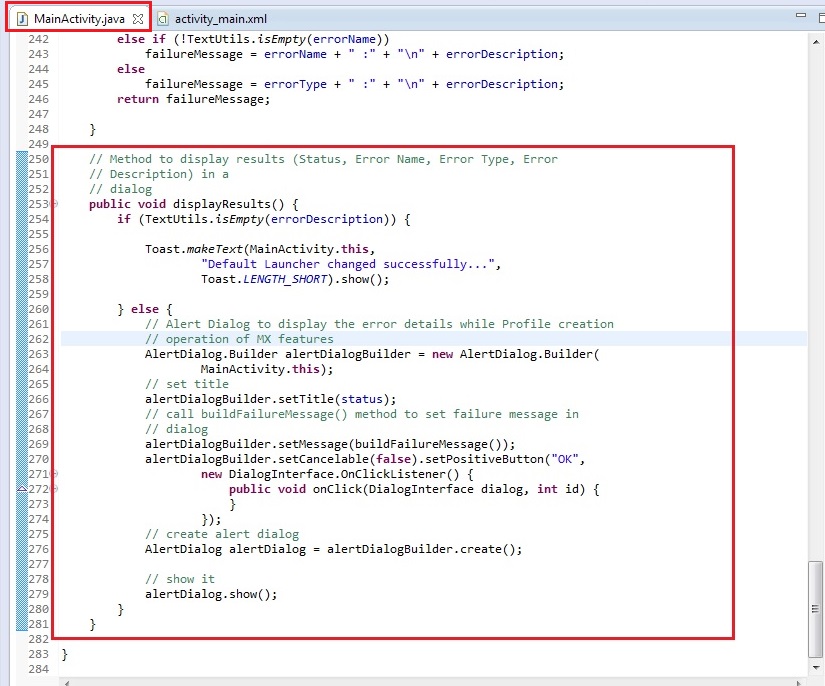 MainActivity.java activity_main.xml
242 else if (!TextUtils.isEmpty(errorName))
243 failureMessage = errorName + " :" + "\n" + errorDescription;
244 else
245 failureMessage = errorType + " :" + "\n" + errorDescription;
246 return failureMessage;
247
248 }
249
250 // Method to display results (Status, Error Name, Error Type, Error
251 // Description) in a
252 // dialog
253 public void displayResults() {
254 if (TextUtils.isEmpty(errorDescription)) {
255
256 Toast.makeText(MainActivity.this,
257 "Default Launcher changed successfully...",
258 Toast.LENGTH_SHORT).show();
259
260 } else {
261 // Alert Dialog to display the error details while Profile creation
262 // operation of MX features
263 AlertDialog.Builder alertDialogBuilder = new AlertDialog.Builder(
264 MainActivity.this);
265 // set title
266 alertDialogBuilder.setTitle(status);
267 // call buildFailureMessage() method to set failure message in
268 // dialog
269 alertDialogBuilder.setMessage(buildFailureMessage());
270 alertDialogBuilder.setCancelable(false).setPositiveButton("OK",
271 new DialogInterface.OnClickListener() {
272 public void onClick(DialogInterface dialog, int id) {
273 }
274 });
275 // create alert dialog
276 AlertDialog alertDialog = alertDialogBuilder.create();
277
278 // show it
279 alertDialog.show();
280 }
281 }
282
283 }
284